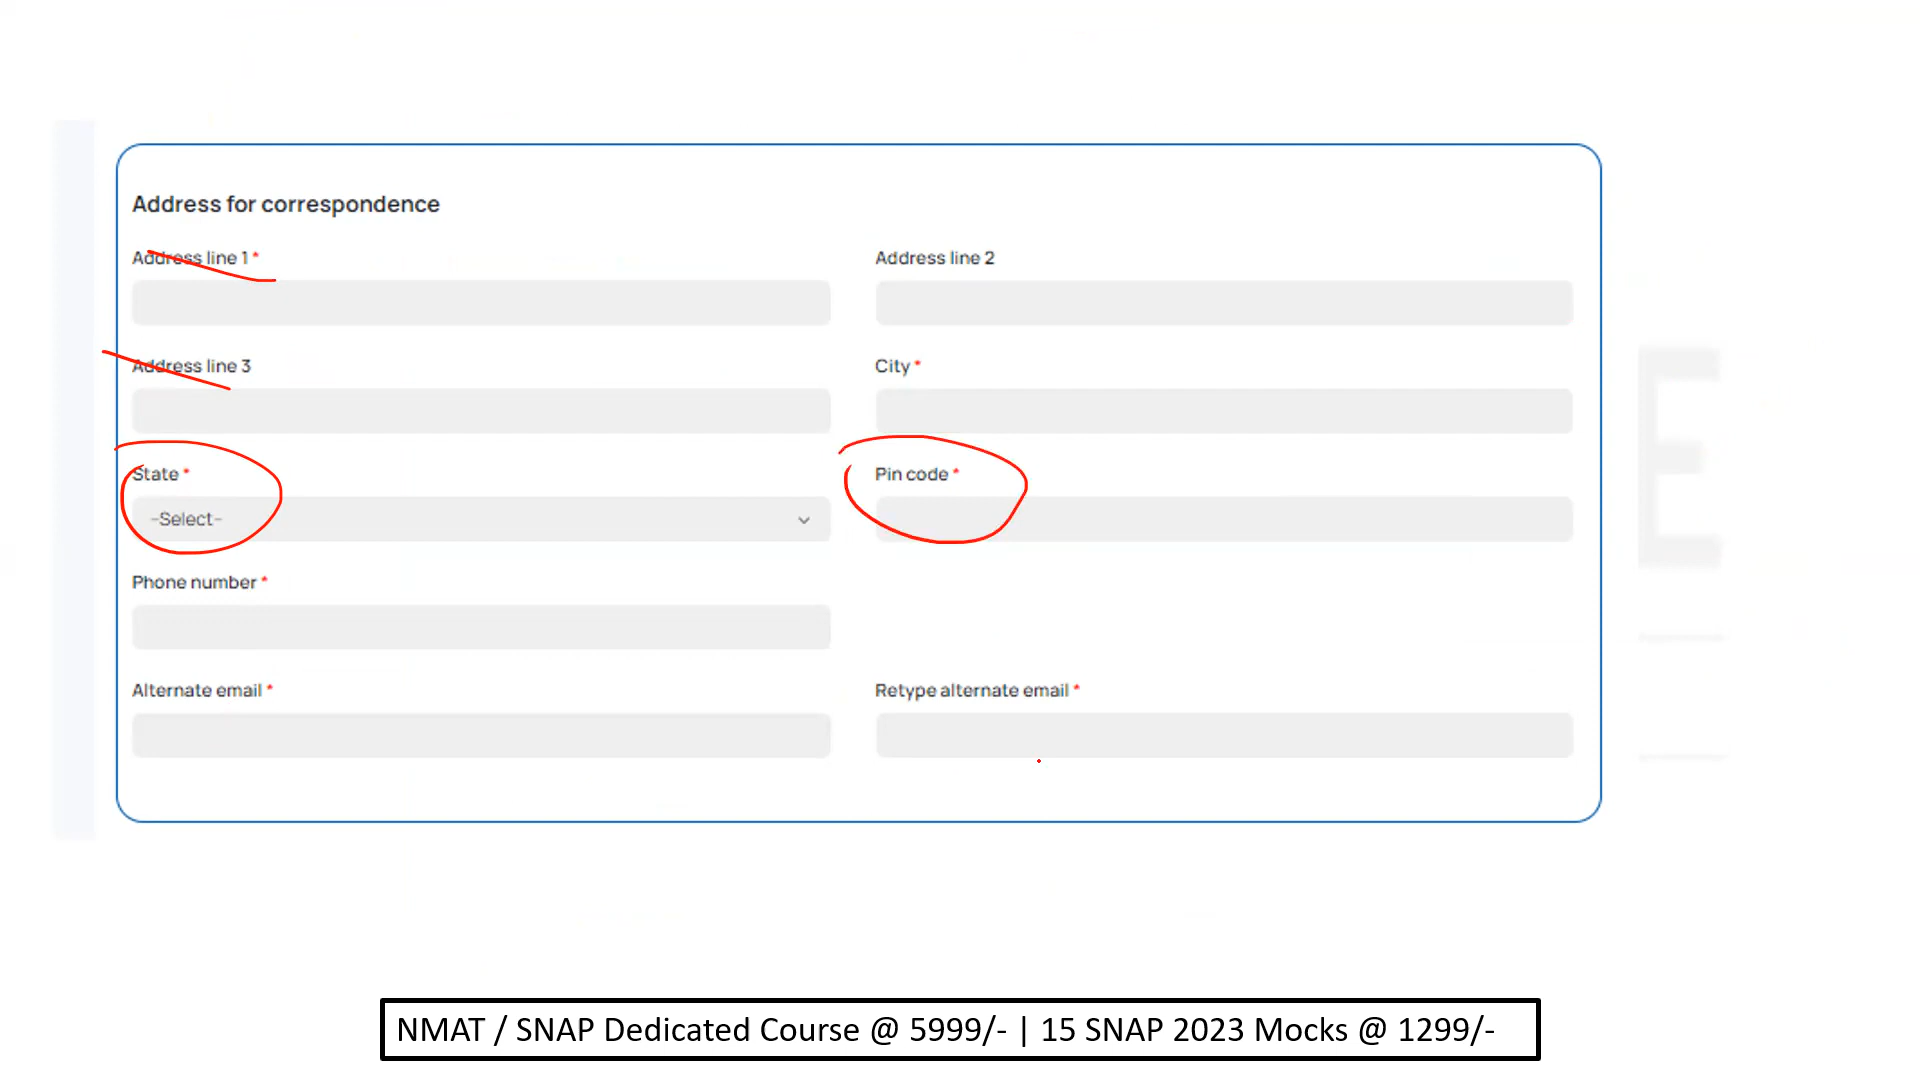 Address for correspondence
Address line 1 *
Address line 2
Address line 3
City *
State *
Pin code *
-Select-
Phone number *
Alternate email *
Retype alternate email *
E
NMAT / SNAP Dedicated Course @ 5999/- | 15 SNAP 2023 Mocks @ 1299/-